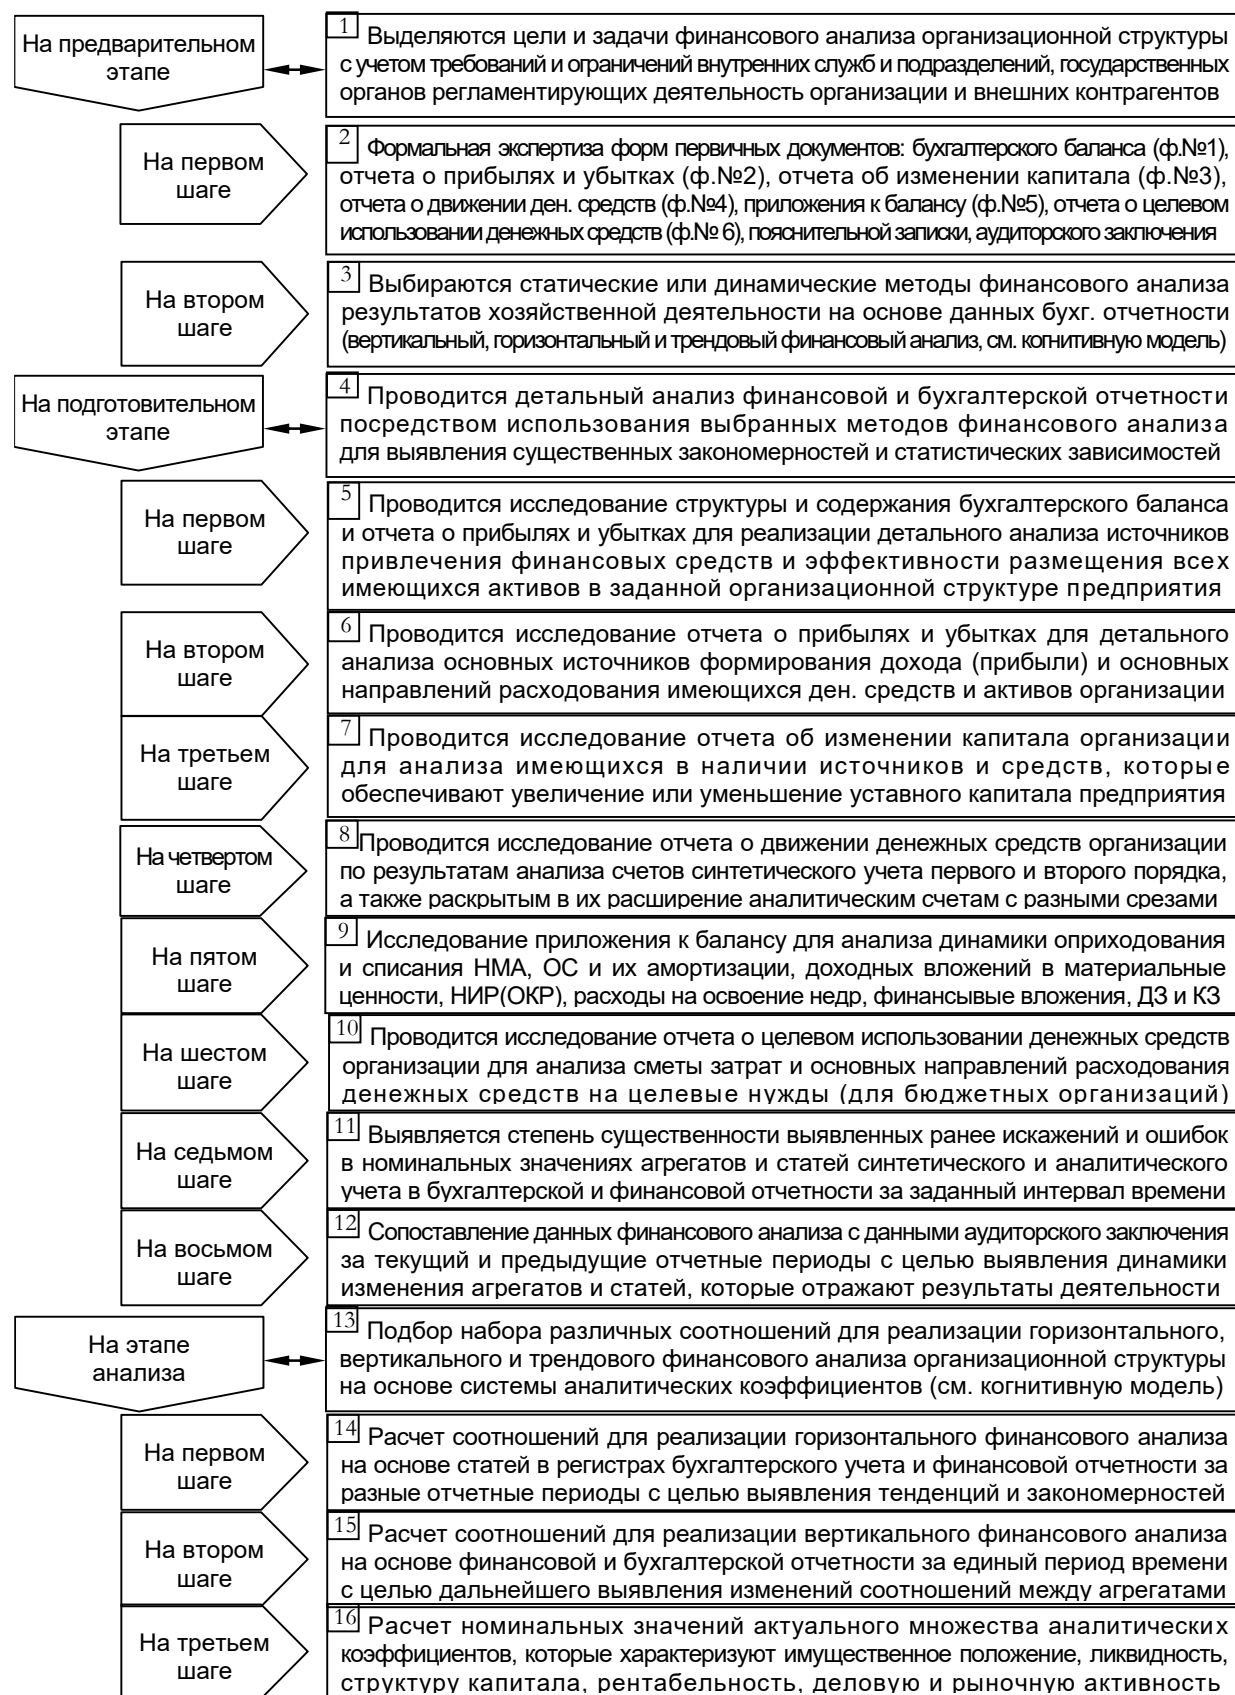 На предварительном
этапе
1
Выделяются цели и задачи финансового анализа организационной структуры
с учетом требований и ограничений внутренних служб и подразделений, государственных
органов регламентирующих деятельность организации и внешних контрагентов
На первом
шаге
2
Формальная экспертиза форм первичных документов: бухгалтерского баланса (ф.№1),
отчета о прибылях и убытках (ф.№2), отчета об изменении капитала (ф.№3),
отчета о движении ден. средств (ф.№4), приложения к балансу (ф.№5), отчета о целевом
использовании денежных средств (ф.№ 6), пояснительной записки, аудиторского заключения
На втором
шаге
3
Выбираются статические или динамические методы финансового анализа
результатов хозяйственной деятельности на основе данных бухг. отчетности
(вертикальный, горизонтальный и трендовый финансовый анализ, см. когнитивную модель)
На подготовительном
этапе
4
Проводится детальный анализ финансовой и бухгалтерской отчетности
посредством использования выбранных методов финансового анализа
для выявления существенных закономерностей и статистических зависимостей
На первом
шаге
5
Проводится исследование структуры и содержания бухгалтерского баланса
и отчета о прибылях и убытках для реализации детального анализа источников
привлечения финансовых средств и эффективности размещения всех
имеющихся активов в заданной организационной структуре предприятия
На втором
шаге
6
Проводится исследование отчета о прибылях и убытках для детального
анализа основных источников формирования дохода (прибыли) и основных
направлений расходования имеющихся ден. средств и активов организации
На третьем
шаге
7
Проводится исследование отчета об изменении капитала организации
для анализа имеющихся в наличии источников и средств, которые
обеспечивают увеличение или уменьшение уставного капитала предприятия
На четвертом
шаге
8
Проводится исследование отчета о движении денежных средств организации
по результатам анализа счетов синтетического учета первого и второго порядка,
а также раскрытым в их расширение аналитическим счетам с разными срезами
На пятом
шаге
9
Исследование приложения к балансу для анализа динамики оприходования
и списания НМА, ОС и их амортизации, доходных вложений в материальные
ценности, НИР(ОКР), расходы на освоение недр, финансывые вложения, ДЗ и КЗ
На шестом
шаге
10
Проводится исследование отчета о целевом использовании денежных средств
организации для анализа сметы затрат и основных направлений расходования
денежных средств на целевые нужды (для бюджетных организаций)
На седьмом
шаге
11
Выявляется степень существенности выявленных ранее искажений и ошибок
в номинальных значениях агрегатов и статей синтетического и аналитического
учета в бухгалтерской и финансовой отчетности за заданный интервал времени
На восьмом
шаге
12
Сопоставление данных финансового анализа с данными аудиторского заключения
за текущий и предыдущие отчетные периоды с целью выявления динамики
изменения агрегатов и статей, которые отражают результаты деятельности
На этапе
анализа
13
Подбор набора различных соотношений для реализации горизонтального,
вертикального и трендового финансового анализа организационной структуры
на основе системы аналитических коэффициентов (см. когнитивную модель)
На первом
шаге
14
Расчет соотношений для реализации горизонтального финансового анализа
на основе статей в регистрах бухгалтерского учета и финансовой отчетности за
разные отчетные периоды с целью выявления тенденций и закономерностей
На втором
шаге
15
Расчет соотношений для реализации вертикального финансового анализа
на основе финансовой и бухгалтерской отчетности за единый период времени
с целью дальнейшего выявления изменений соотношений между агрегатами
На третьем
шаге
16
Расчет номинальных значений актуального множества аналитических
коэффициентов, которые характеризуют имущественное положение, ликвидность,
структуру капитала, рентабельность, деловую и рыночную активность